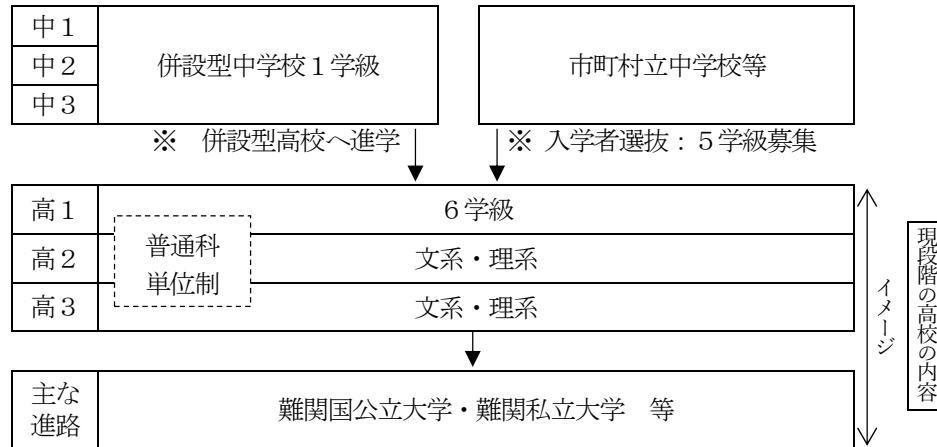 中１
中２
中３
併設型中学校１学級
市町村立中学校等
※　併設型高校へ進学
※ 入学者選抜：５学級募集
高１
６学級
高２
文系・理系
高３
文系・理系
普通科
単位制
主な
進路
難関国公立大学・難関私立大学　等
イメージ
現段階の高校の内容